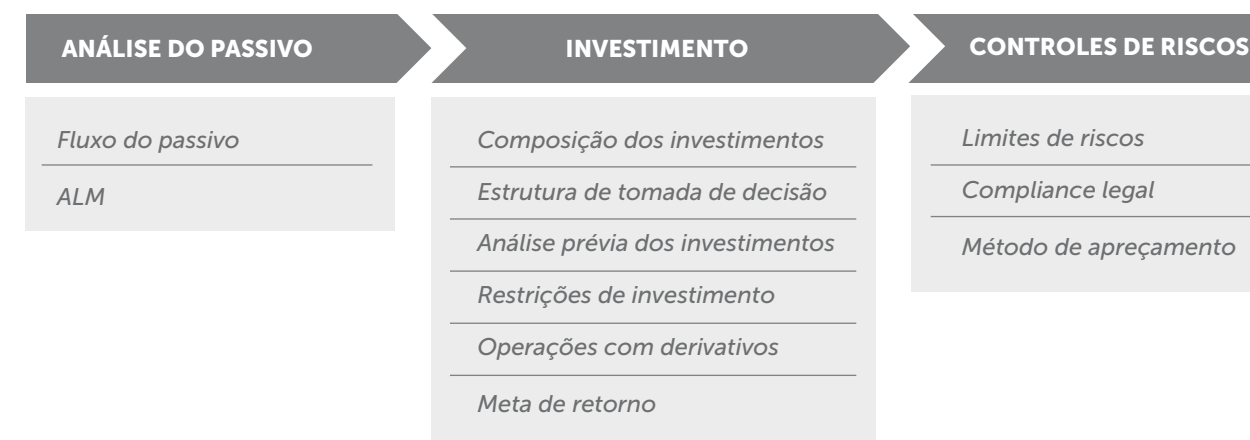 ANÁLISE DO PASSIVO
Fluxo do passivo
ALM
INVESTIMENTO
Composição dos investimentos
Estrutura de tomada de decisão
Análise prévia dos investimentos
Restrições de investimento
Operações com derivativos
Meta de retorno
CONTROLES DE RISCOS
Limites de riscos
Compliance legal
Método de apreçamento